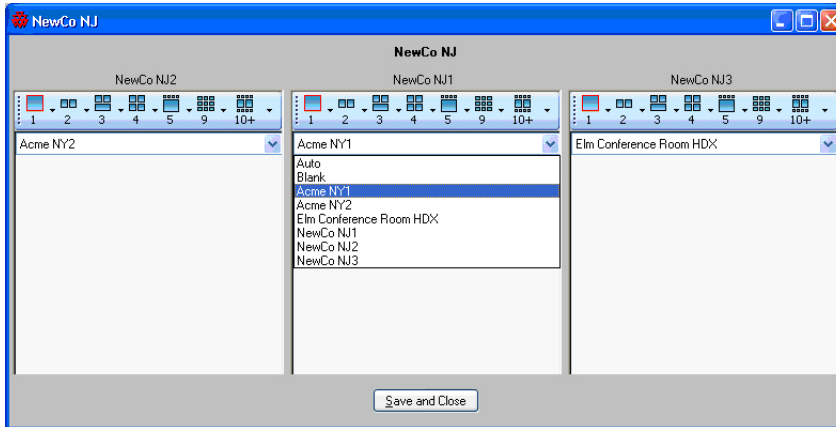 NewCo NJ
NewCo NJ
NewCo NJ2 NewCo NJ1 NewCo NJ3
1 2 3 4 5 9 10+ 1 2 3 4 5 9 10+ 1 2 3 4 5 9 10+
Acme NY2 Acme NY1 Elm Conference Room HDX
Auto
Blank
Acme NY1
Acme NY2
Elm Conference Room HDX
NewCo NJ1
NewCo NJ2
NewCo NJ3
Save and Close